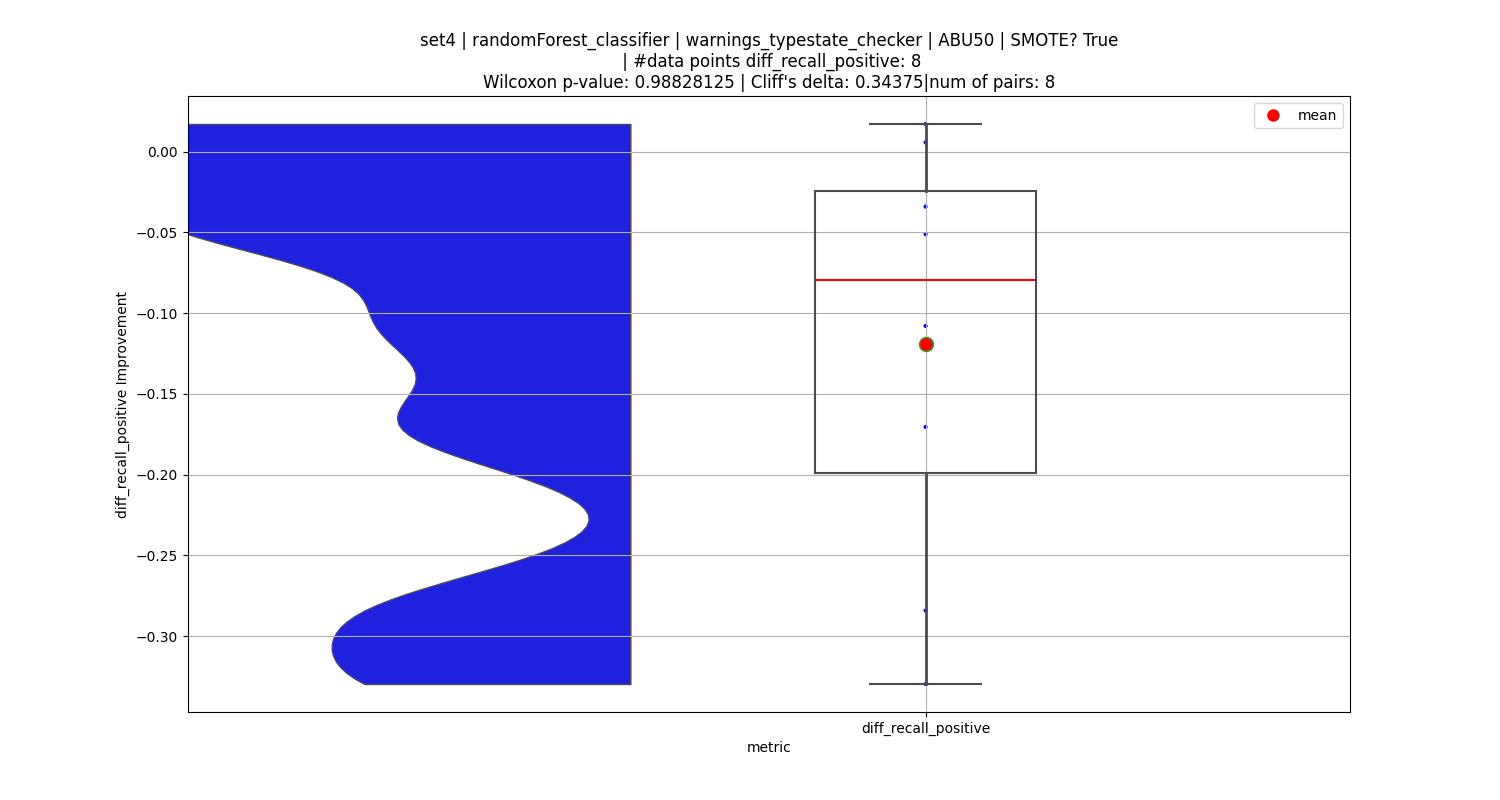 set4 | randomForest_classifier | warnings_typestate_checker | ABU50 | SMOTE? True
| #data points diff_recall_positive: 8
Wilcoxon p-value: 0.98828125 | Cliff's delta: 0.34375|num of pairs: 8
mean
0.00
−0.05
−0.10
−0.15
−0.20
−0.25
−0.30
diff_recall_positive Improvement
diff_recall_positive
metric